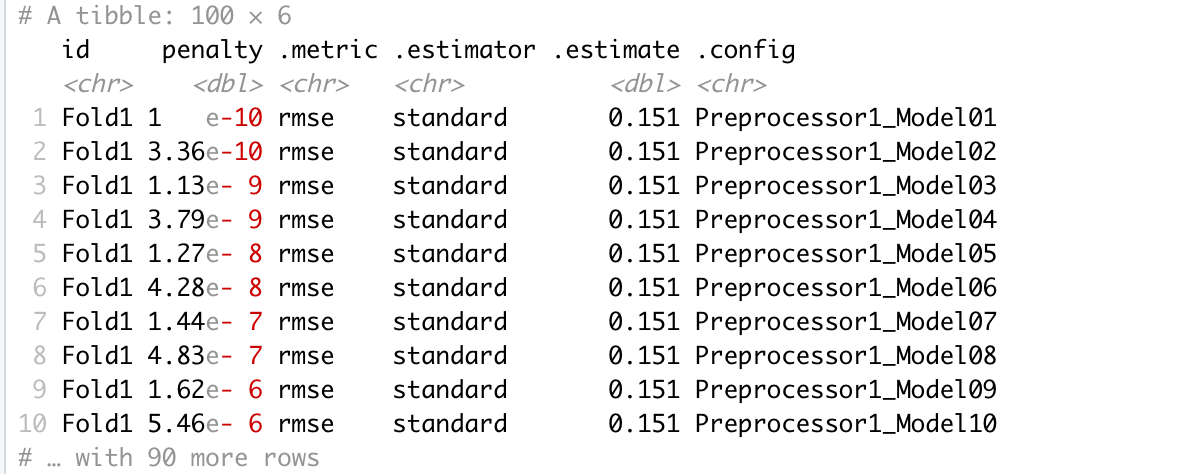 # A tibble: 100 × 6
   id     penalty .metric .estimator .estimate .config
   <chr>    <dbl> <chr>   <chr>          <dbl> <chr>
 1 Fold1 1   e-10 rmse    standard       0.151 Preprocessor1_Model01
 2 Fold1 3.36e-10 rmse    standard       0.151 Preprocessor1_Model02
 3 Fold1 1.13e- 9 rmse    standard       0.151 Preprocessor1_Model03
 4 Fold1 3.79e- 9 rmse    standard       0.151 Preprocessor1_Model04
 5 Fold1 1.27e- 8 rmse    standard       0.151 Preprocessor1_Model05
 6 Fold1 4.28e- 8 rmse    standard       0.151 Preprocessor1_Model06
 7 Fold1 1.44e- 7 rmse    standard       0.151 Preprocessor1_Model07
 8 Fold1 4.83e- 7 rmse    standard       0.151 Preprocessor1_Model08
 9 Fold1 1.62e- 6 rmse    standard       0.151 Preprocessor1_Model09
10 Fold1 5.46e- 6 rmse    standard       0.151 Preprocessor1_Model10
# … with 90 more rows